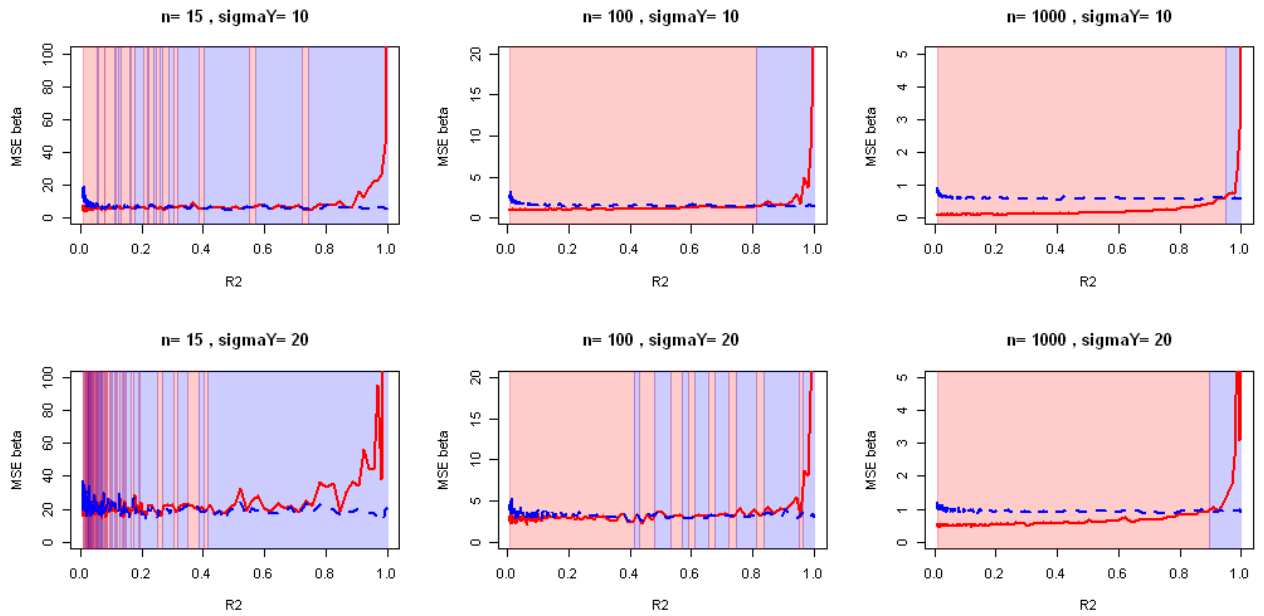 n= 15 , sigmaY= 10
MSE beta
0 20 40 60 80 100
0.0 0.2 0.4 0.6 0.8 1.0
R2
n= 100 , sigmaY= 10
MSE beta
0 5 10 15 20
0.0 0.2 0.4 0.6 0.8 1.0
R2
n= 1000 , sigmaY= 10
MSE beta
0 1 2 3 4 5
0.0 0.2 0.4 0.6 0.8 1.0
R2
n= 15 , sigmaY= 20
MSE beta
0 20 40 60 80 100
0.0 0.2 0.4 0.6 0.8 1.0
R2
n= 100 , sigmaY= 20
MSE beta
0 5 10 15 20
0.0 0.2 0.4 0.6 0.8 1.0
R2
n= 1000 , sigmaY= 20
MSE beta
0 1 2 3 4 5
0.0 0.2 0.4 0.6 0.8 1.0
R2